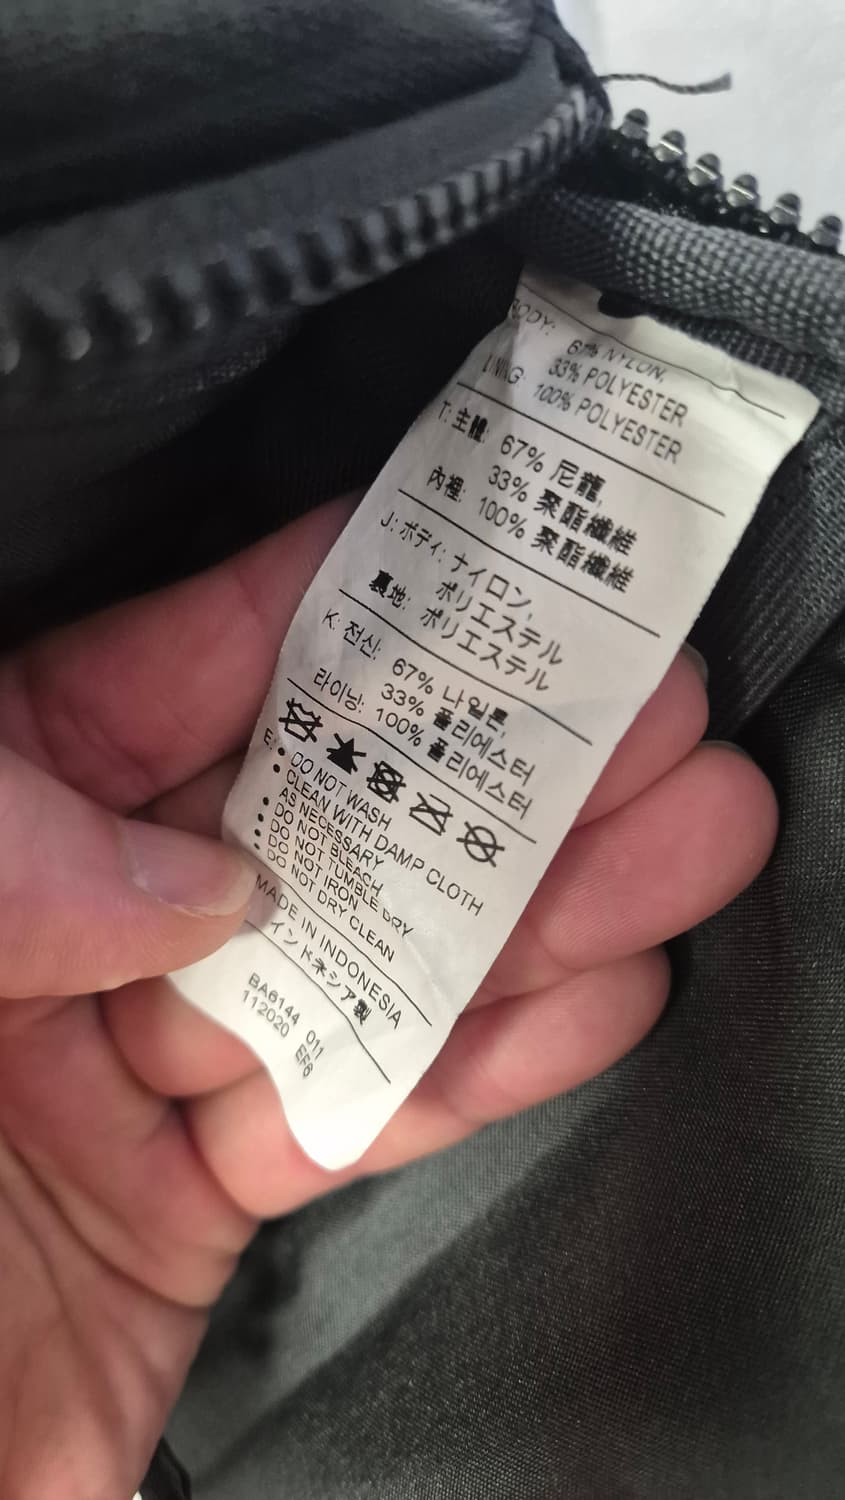 BODY: 67% NYLON,
33% POLYESTER
LINING: 100% POLYESTER
T: 主體: 67% 尼龍,
33% 聚酯纖維
內裡: 100% 聚酯纖維
J: ボディ: ナイロン,
ポリエステル
裏地: ポリエステル
K: 전신: 67% 나일론,
33% 폴리에스터
라이닝: 100% 폴리에스터
E: • DO NOT WASH
• CLEAN WITH DAMP CLOTH
AS NECESSARY
• DO NOT BLEACH
• DO NOT TUMBLE DRY
• DO NOT IRON
• DO NOT DRY CLEAN
MADE IN INDONESIA
インドネシア製
BA6144 011
112020 EF6